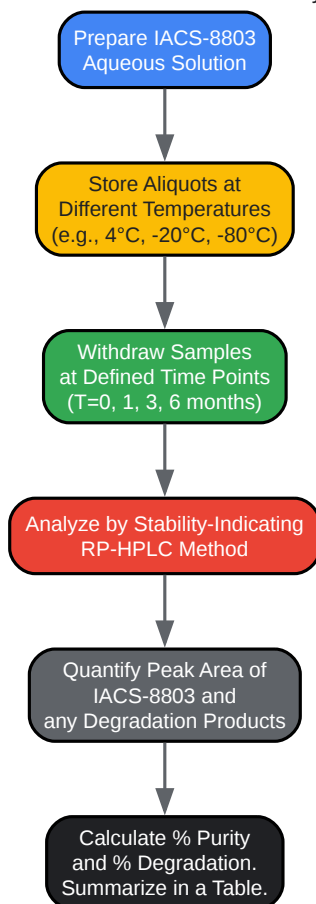 Prepare IACS-8803
Aqueous Solution
Store Aliquots at
Different Temperatures
(e.g., 4°C, -20°C, -80°C)
Withdraw Samples
at Defined Time Points
(T=0, 1, 3, 6 months)
Analyze by Stability-Indicating
RP-HPLC Method
Quantify Peak Area of
IACS-8803 and
any Degradation Products
Calculate % Purity
and % Degradation.
Summarize in a Table.